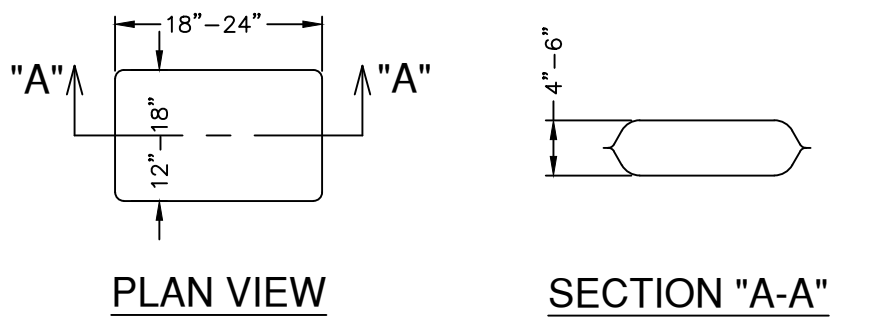 18"–24"
"A"
"A"
12"–18"
4"–6"
PLAN VIEW
SECTION "A-A"